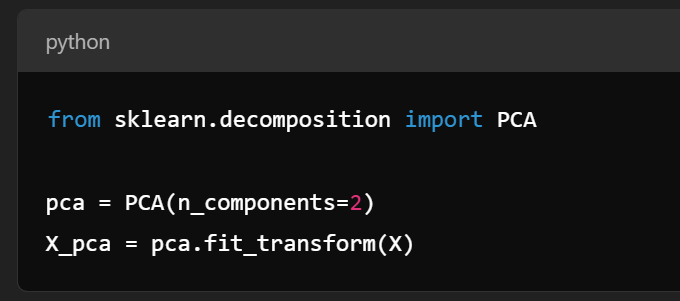 python
from sklearn.decomposition import PCA
pca = PCA(n_components=2)
X_pca = pca.fit_transform(X)